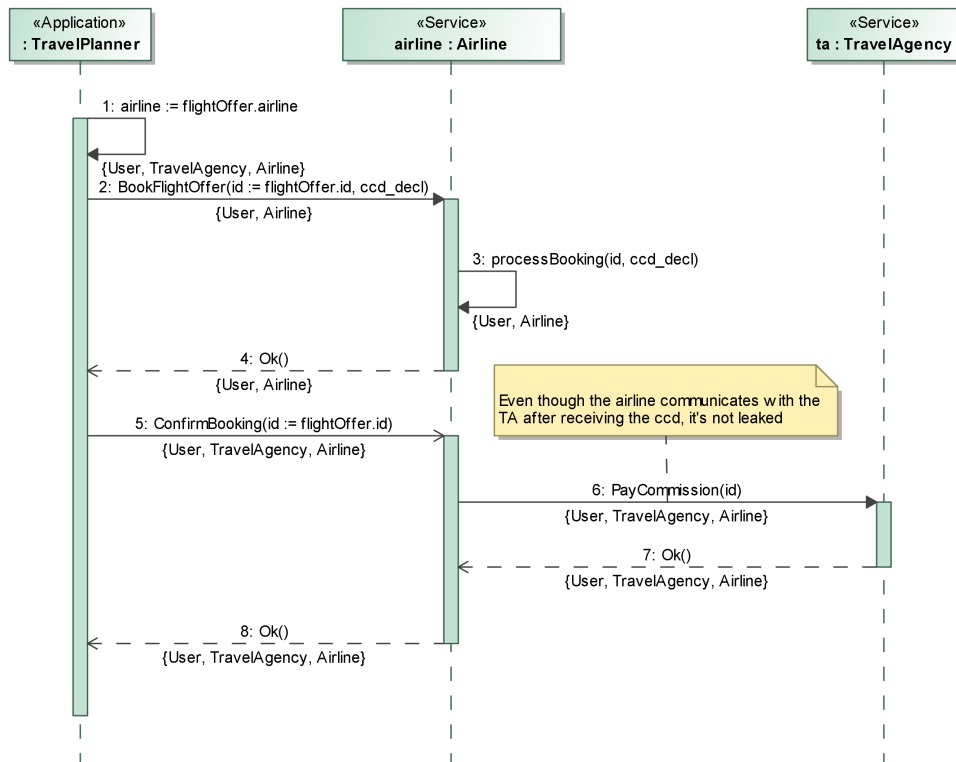 «Application»
: TravelPlanner
«Service»
airline : Airline
«Service»
ta : TravelAgency
1: airline := flightOffer.airline
{User, TravelAgency, Airline}
2: BookFlightOffer(id := flightOffer.id, ccd_decl)
{User, Airline}
3: processBooking(id, ccd_decl)
{User, Airline}
4: Ok()
{User, Airline}
Even though the airline communicates with the
TA after receiving the ccd, it's not leaked
5: ConfirmBooking(id := flightOffer.id)
{User, TravelAgency, Airline}
6: PayCommission(id)
{User, TravelAgency, Airline}
7: Ok()
{User, TravelAgency, Airline}
8: Ok()
{User, TravelAgency, Airline}